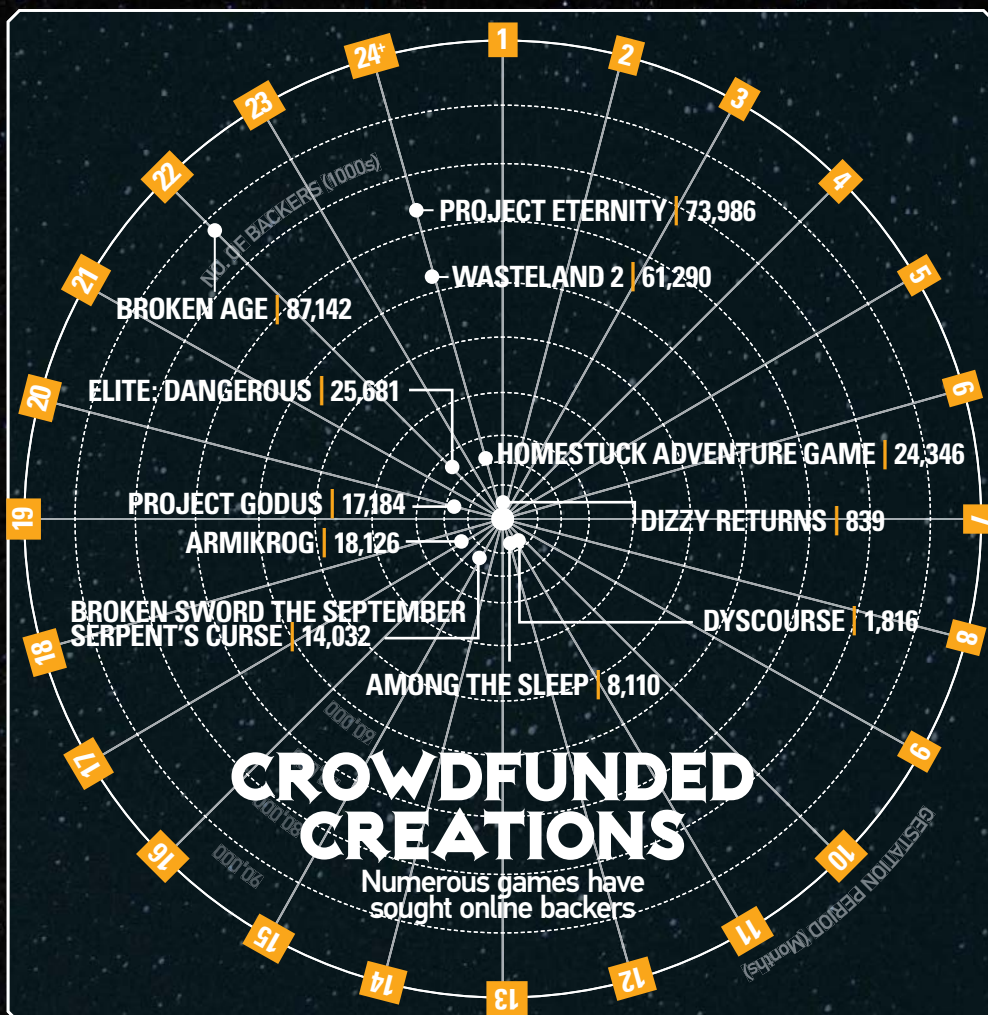 1
2
3
4
5
6
7
8
9
10
11
12
13
14
15
16
17
18
19
20
21
22
23
24+
NO. OF BACKERS (1000s)
PROJECT ETERNITY | 73,986
WASTELAND 2 | 61,290
BROKEN AGE | 87,142
ELITE: DANGEROUS | 25,681
HOMESTUCK ADVENTURE GAME | 24,346
PROJECT GODUS | 17,184
DIZZY RETURNS | 839
ARMIKROG | 18,126
BROKEN SWORD THE SEPTEMBER
SERPENT'S CURSE | 14,032
DYSCOURSE | 1,816
AMONG THE SLEEP | 8,110
60,000
90,000
GESTATION PERIOD (Months)
CROWDFUNDED
CREATIONS
Numerous games have
sought online backers